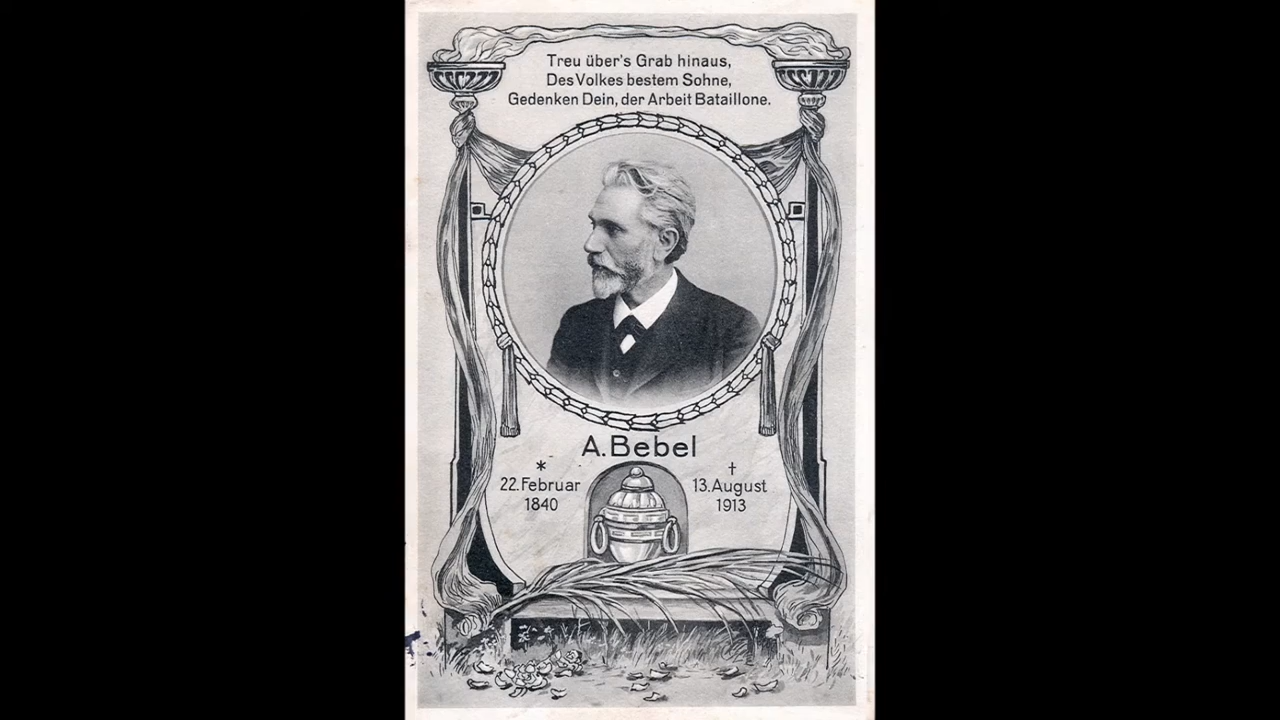 Treu über's Grab hinaus,
Des Volkes bestem Sohne,
Gedenken Dein, der Arbeit Bataillone.
A. Bebel
* †
22. Februar 13. August
1840 1913